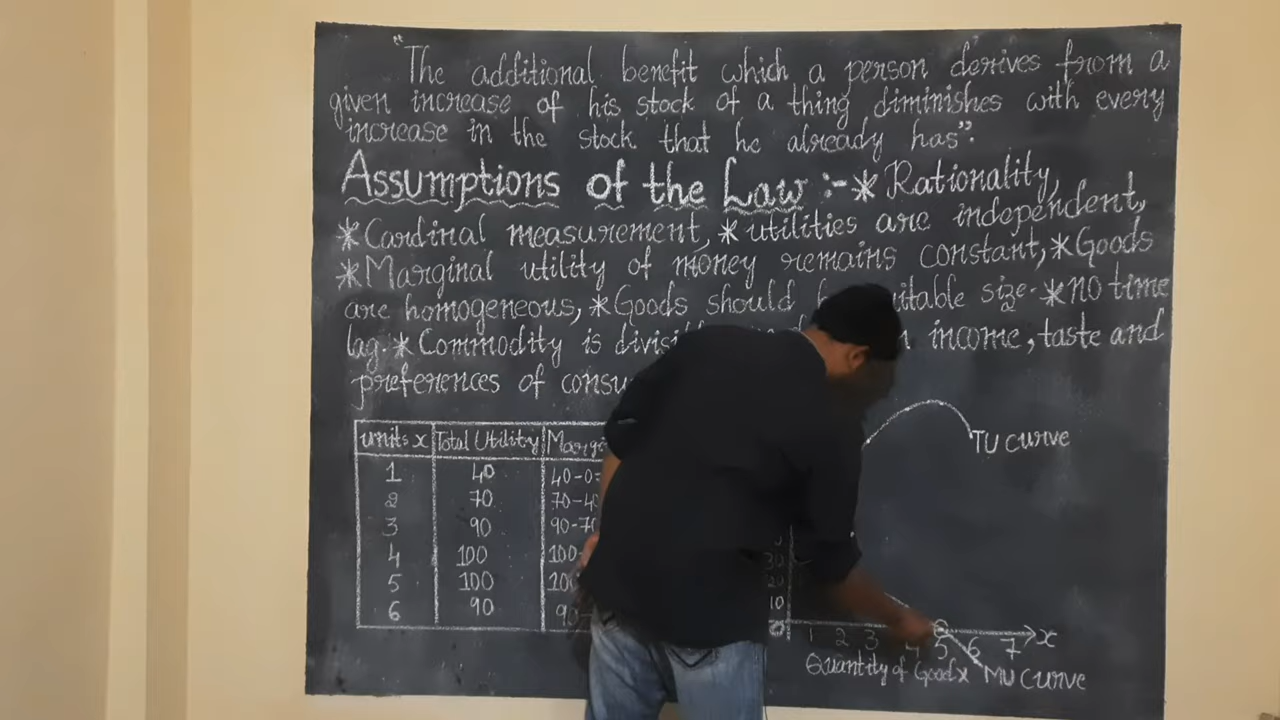 "The additional benefit which a person derives from a
given increase of his stock of a thing diminishes with every
increase in the stock that he already has".
Assumptions of the Law :- * Rationality,
* Cardinal measurement, * utilities are independent,
* Marginal utility of money remains constant, * Goods
are homogeneous, * Goods should size. * no time
lag. * Commodity is income, taste and
preferences of
units x Total Utility
1 40 40-0=
2 70 70-4
3 90 90-70
4 100 100-
5 100 100
6 90 90-
TU curve
30
20
10
0
1 2 3 4 5 6 7 x
Quantity of Good x MU curve